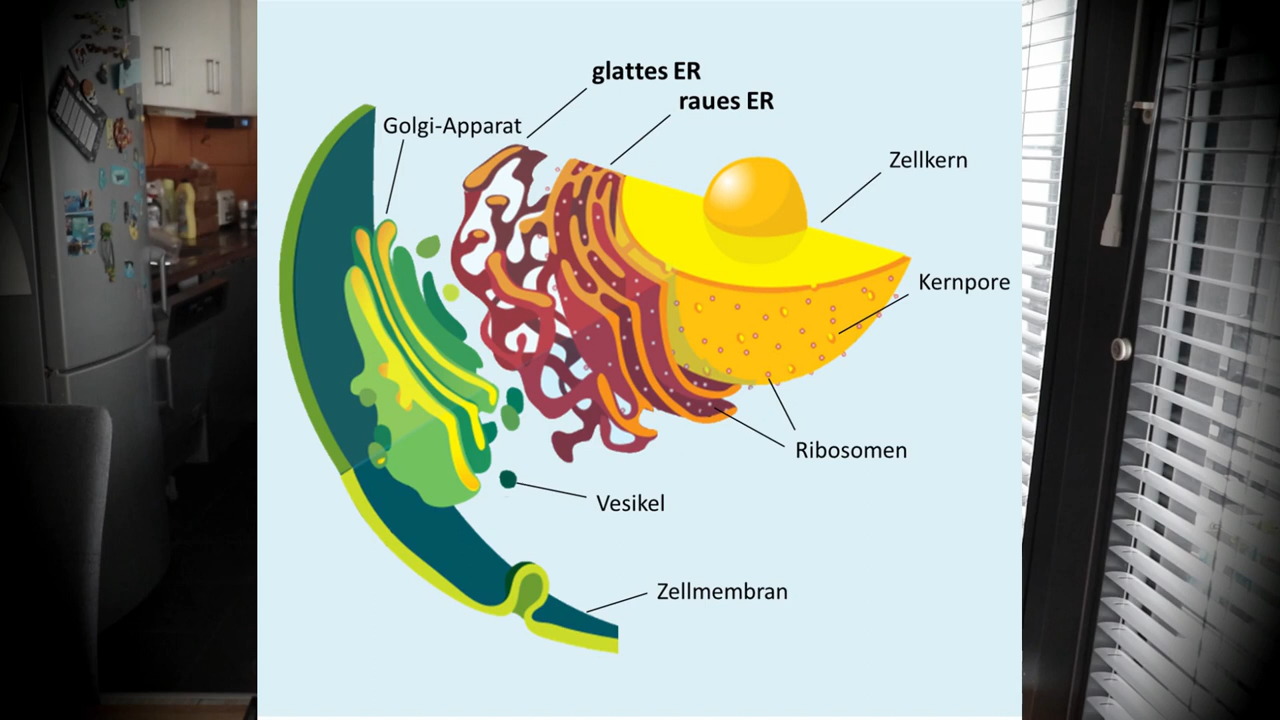 glattes ER
raues ER
Golgi-Apparat
Zellkern
Kernpore
Ribosomen
Vesikel
Zellmembran